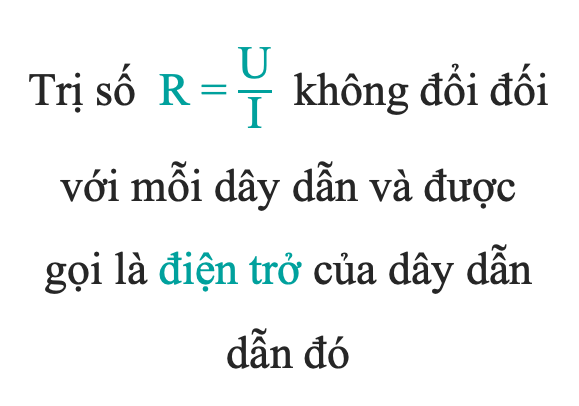 Trị số R = U/I không đổi đối
với mỗi dây dẫn và được
gọi là điện trở của dây dẫn
dẫn đó